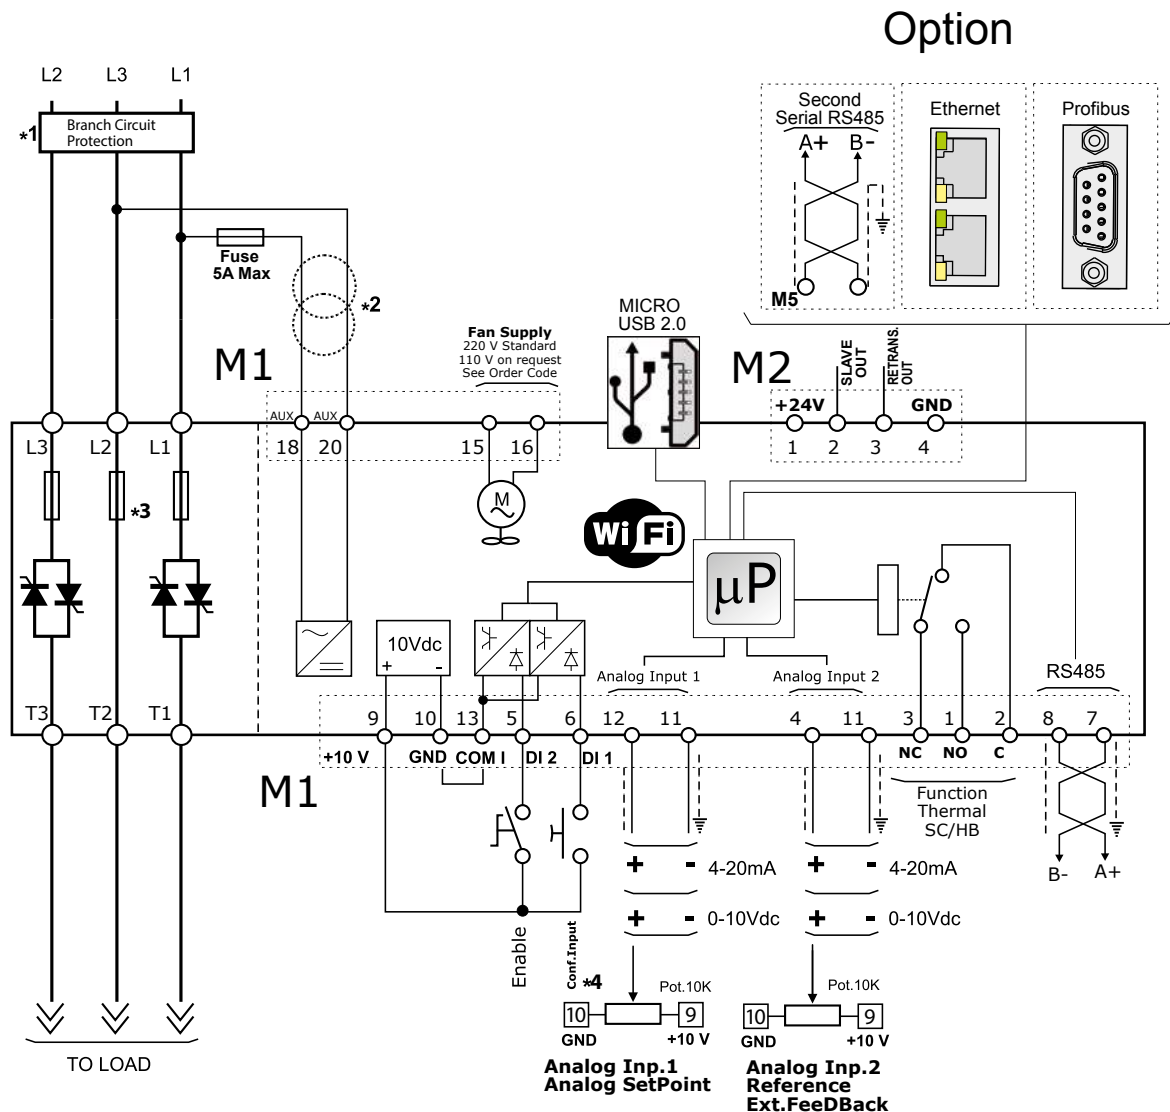 Option
L2 L3 L1
*1 Branch Circuit
Protection
Second
Serial RS485
A+ B-
M5
Ethernet
Profibus
Fuse
5A Max
*2
M1
Fan Supply
220 V Standard
110 V on request
See Order Code
MICRO
USB 2.0
M2
SLAVE
OUT
RETRANS.
OUT
+24V GND
1 2 3 4
AUX AUX
18 20 15 16
L3 L2 L1
*3
M
WiFi
µP
10Vdc
+ -
Analog Input 1
Analog Input 2
RS485
T3 T2 T1
9 10 13 5 6 12 11 4 11 3 1 2 8 7
+10 V GND COM I DI 2 DI 1 NC NO C
M1
Function
Thermal
SC/HB
B- A+
+ - 4-20mA
+ - 4-20mA
+ - 0-10Vdc
+ - 0-10Vdc
Enable
Conf.Input
*4
Pot.10K
10 9
GND +10 V
Analog Inp.1
Analog SetPoint
Pot.10K
10 9
GND +10 V
Analog Inp.2
Reference
Ext.FeeDBack
TO LOAD